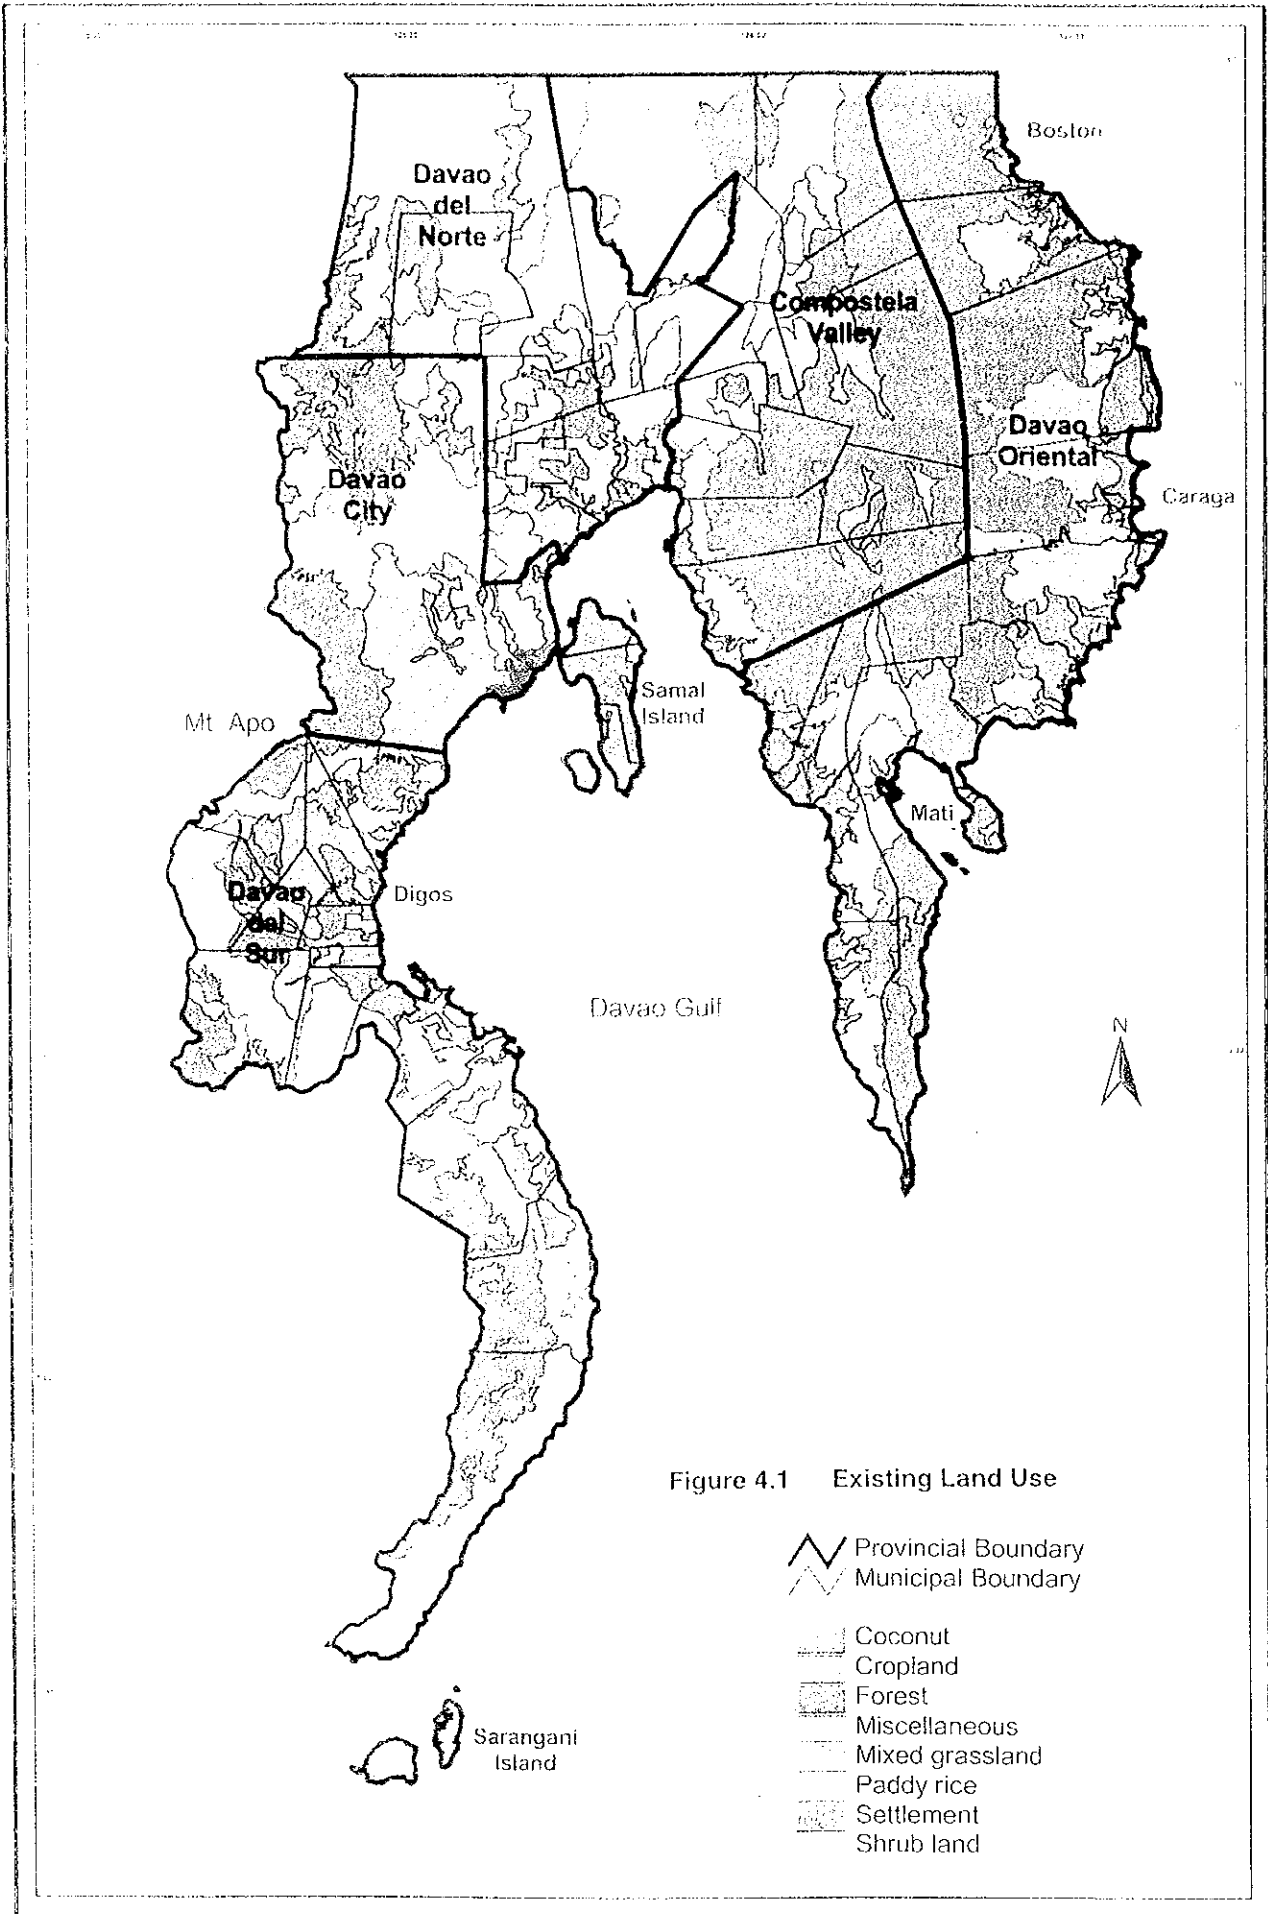 Boston
Davao
del
Norte
Compostela
Valley
Davao
Oriental
Davao
City
Caraga
Samal
Island
Mt. Apo
Mati
Davao
del
Sur
Digos
Davao Gulf
N
Figure 4.1 Existing Land Use
Provincial Boundary
Municipal Boundary
Coconut
Cropland
Forest
Miscellaneous
Mixed grassland
Paddy rice
Settlement
Shrub land
Sarangani
Island